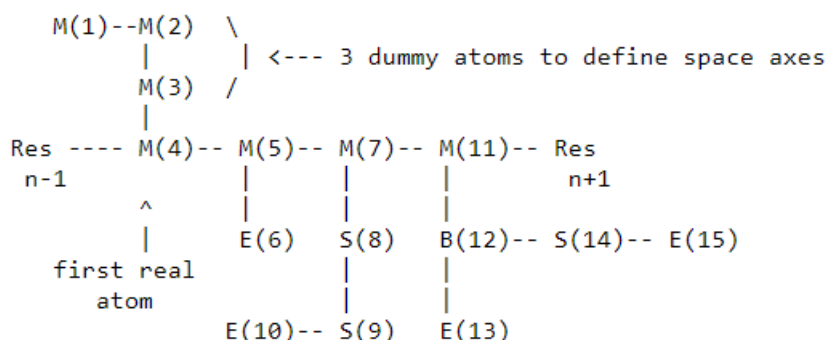 M(1)--M(2)  \
       |       | <--- 3 dummy atoms to define space axes
      M(3)  /
       |
Res ---- M(4)-- M(5)-- M(7)-- M(11)-- Res
 n-1            |      |      |       n+1
         ^      |      |      |
         |     E(6)   S(8)   B(12)-- S(14)-- E(15)
   first real          |      |
      atom             |      |
               E(10)-- S(9)   E(13)